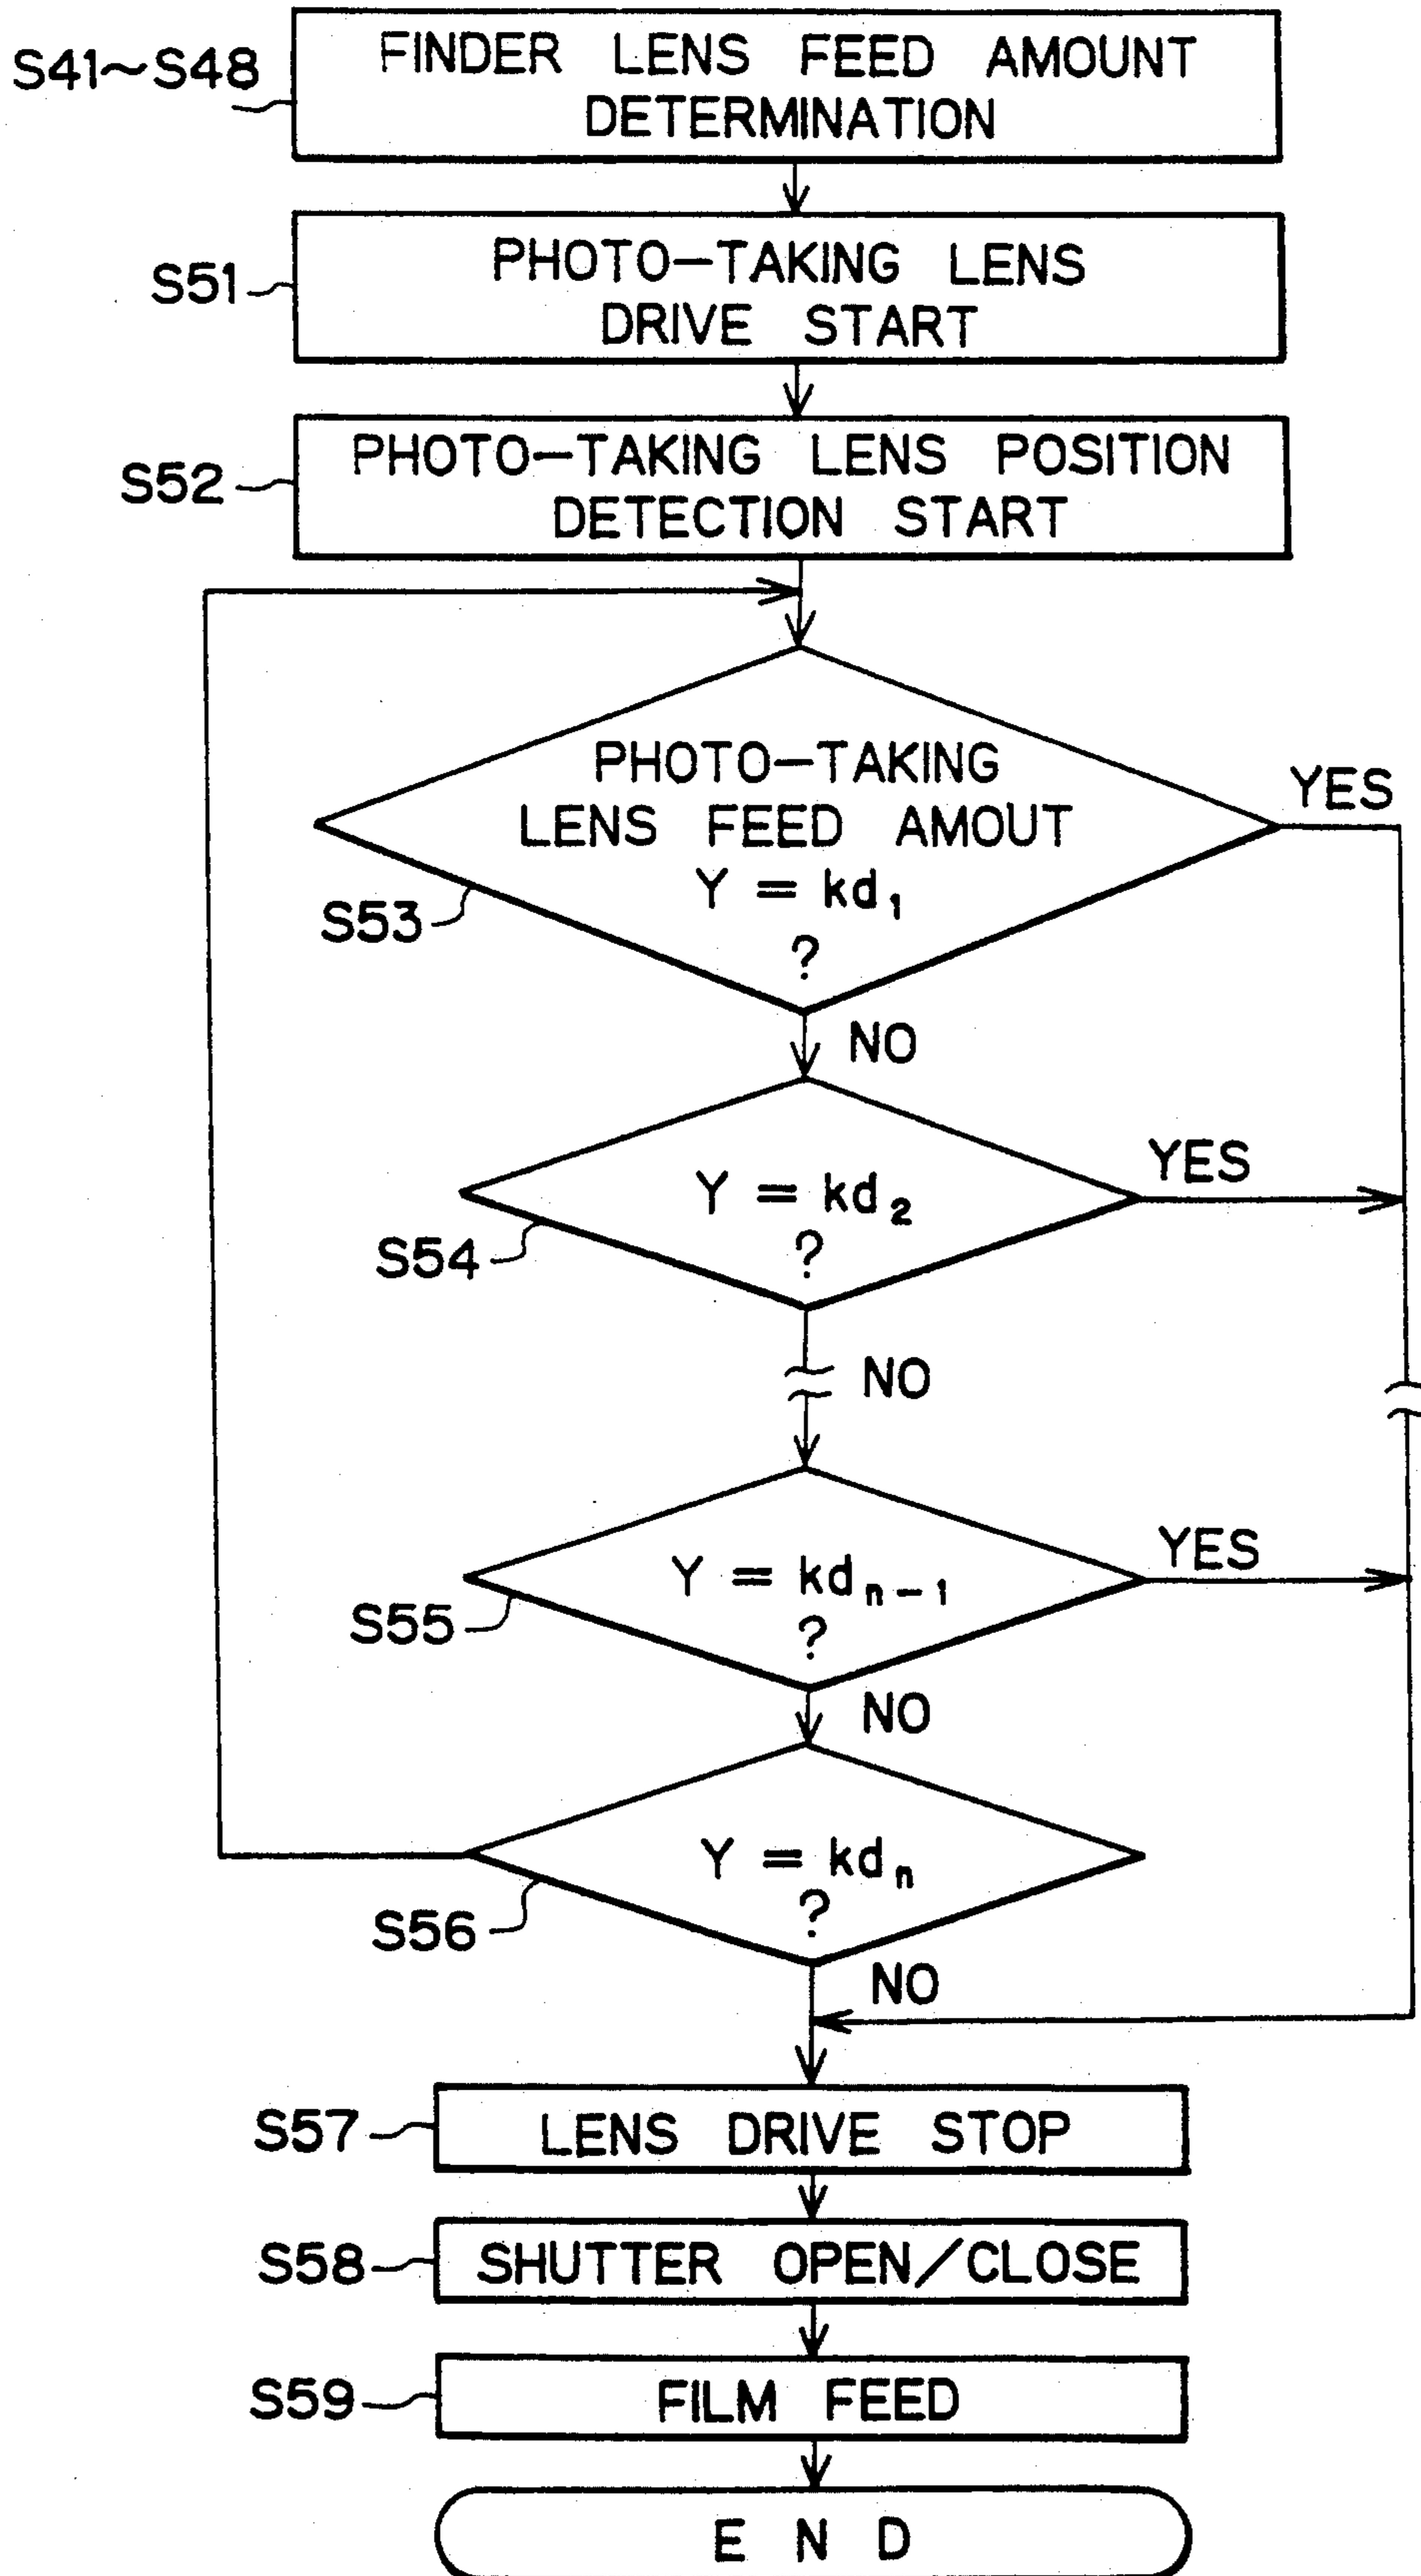 S41~S48
FINDER LENS FEED AMOUNT
DETERMINATION
S51
PHOTO-TAKING LENS
DRIVE START
S52
PHOTO-TAKING LENS POSITION
DETECTION START
PHOTO-TAKING
LENS FEED AMOUT
Y = kd1
?
YES
S53
NO
Y = kd2
?
YES
S54
NO
Y = kdn-1
?
YES
S55
NO
Y = kdn
?
S56
NO
S57
LENS DRIVE STOP
S58
SHUTTER OPEN/CLOSE
S59
FILM FEED
END